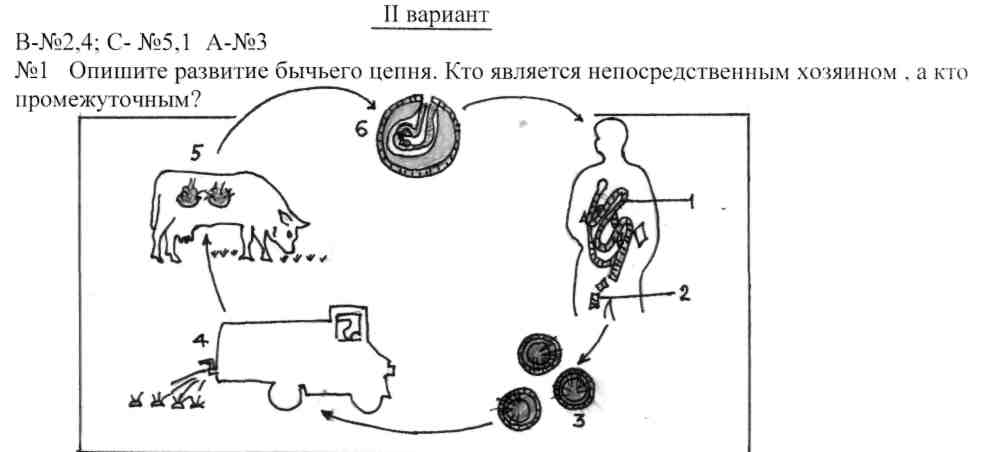 II вариант
В-№2,4; С- №5,1 А-№3
№1 Опишите развитие бычьего цепня. Кто является непосредственным хозяином , а кто
промежуточным?
6
5
1
2
4
3